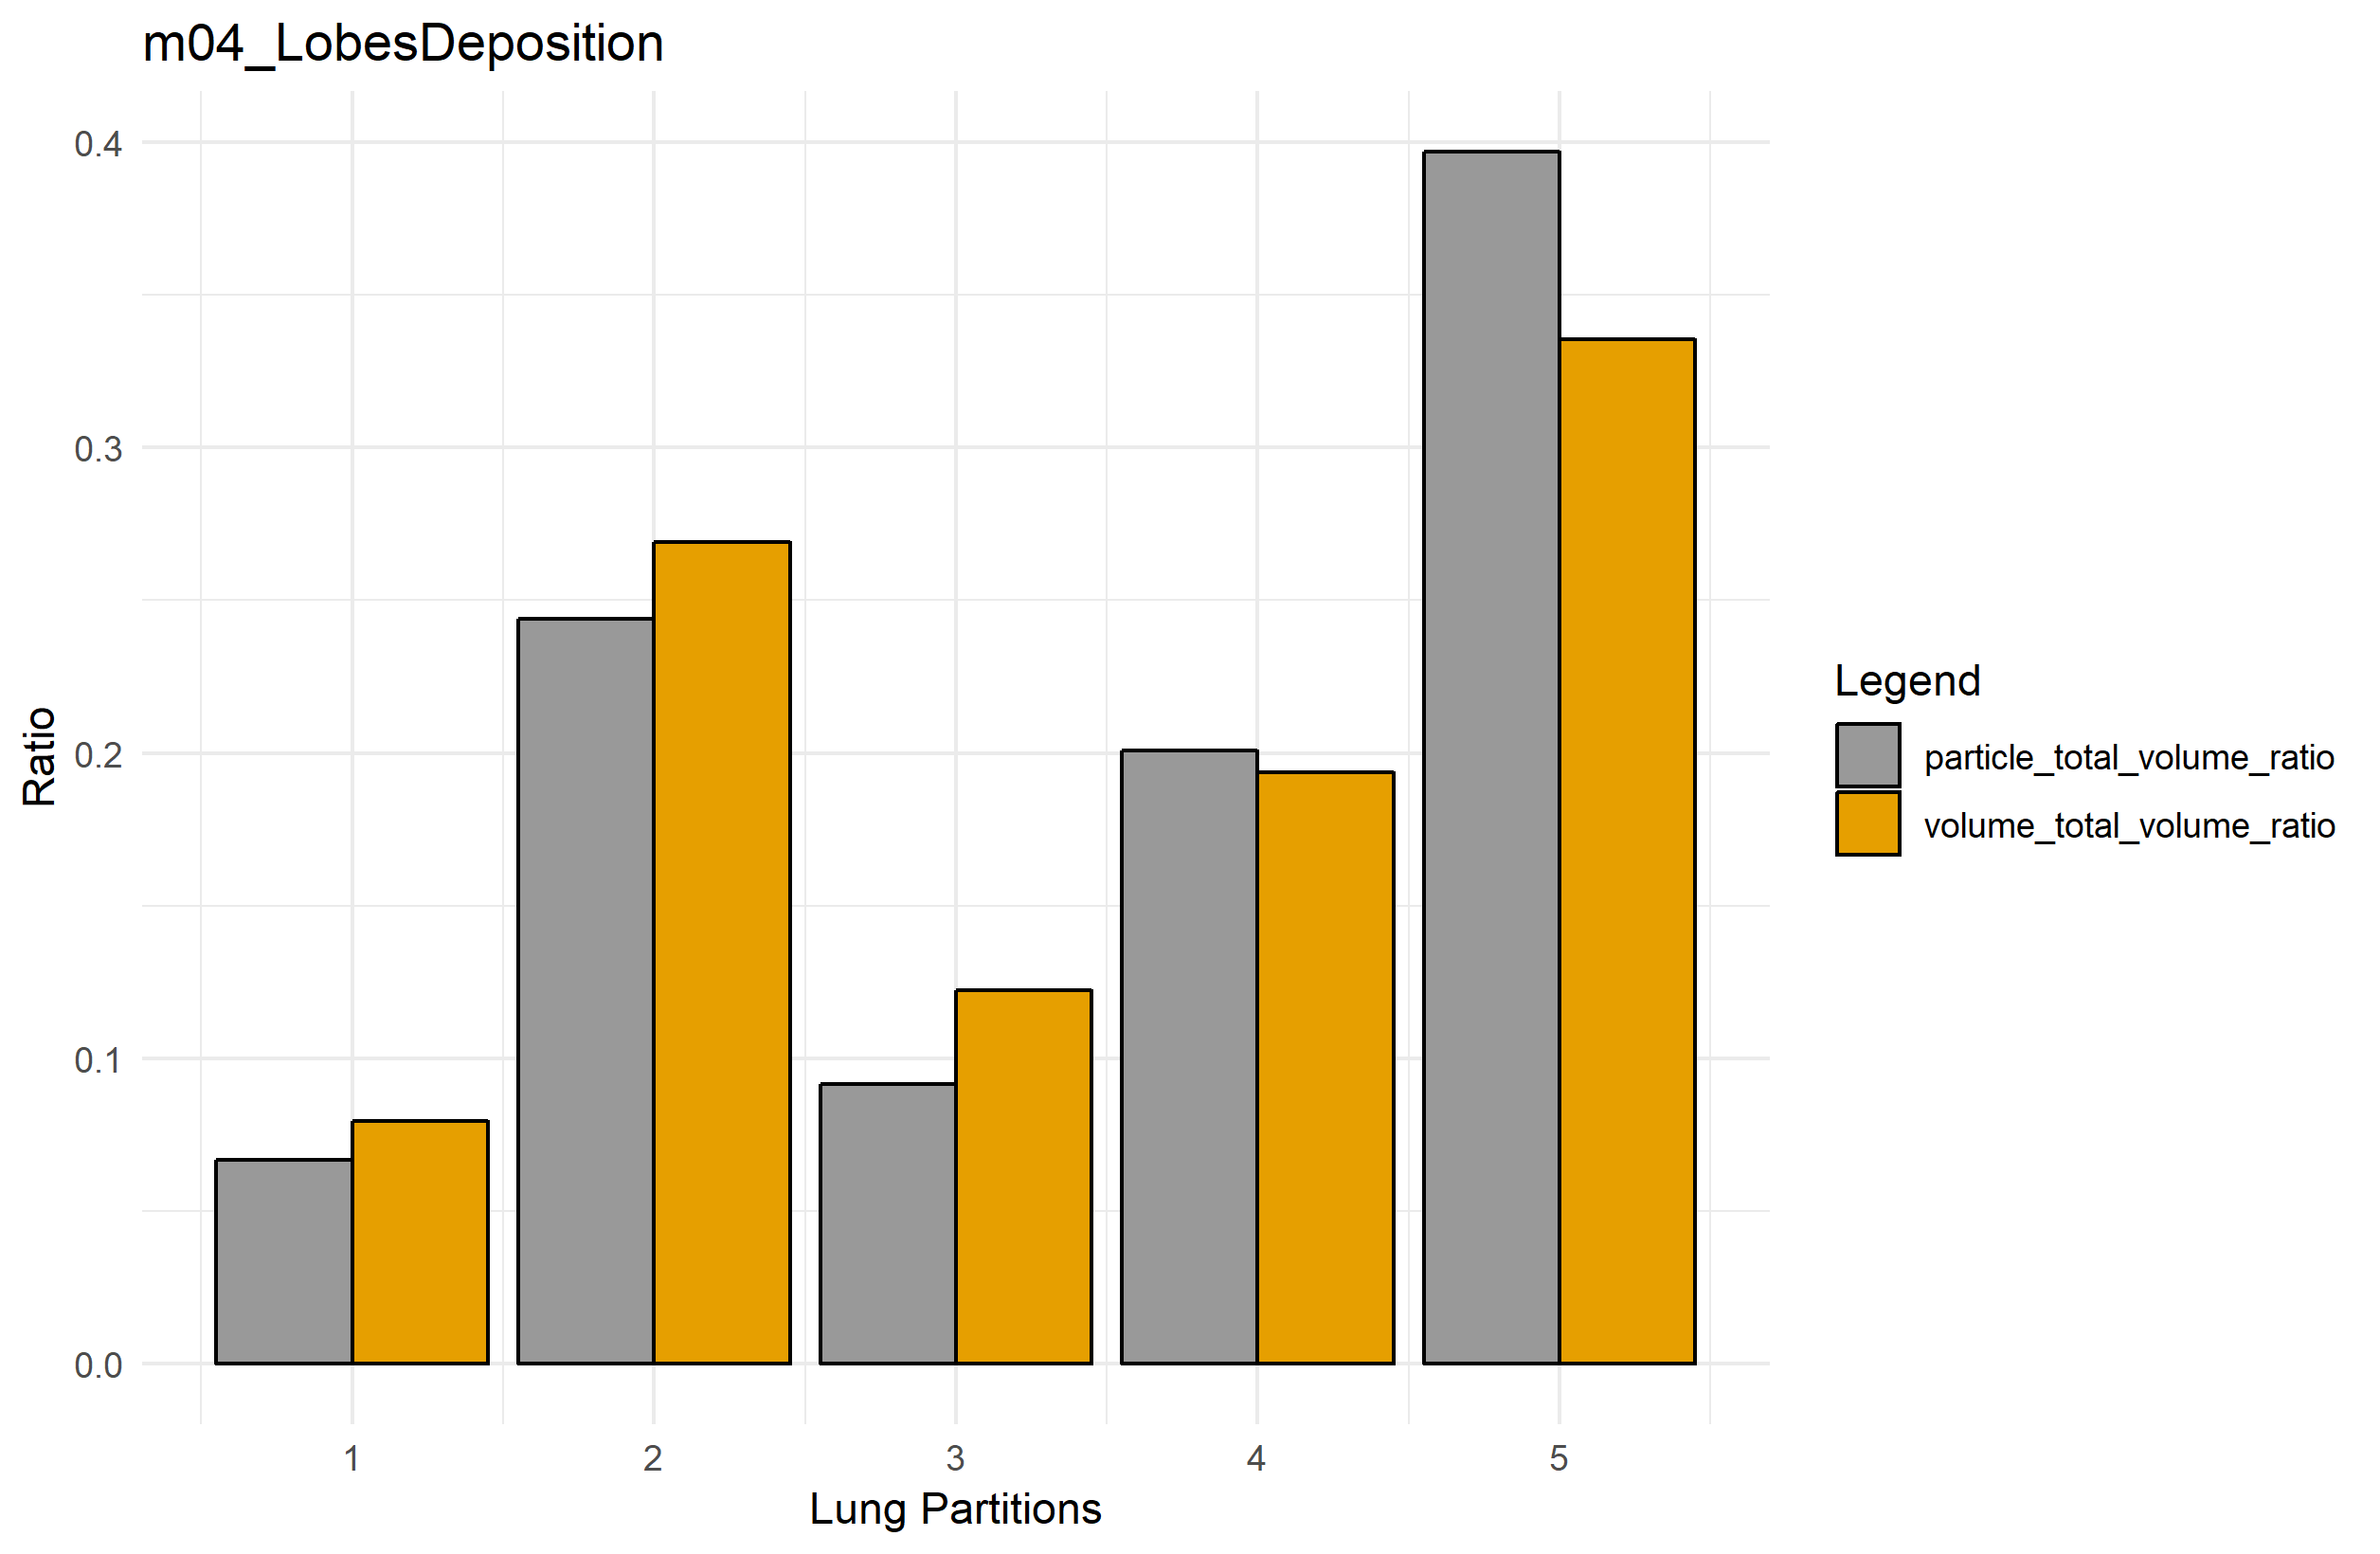 m04_LobesDeposition
0.4
0.3
0.2
0.1
0.0
Ratio
1 2 3 4 5
Lung Partitions
Legend
particle_total_volume_ratio
volume_total_volume_ratio